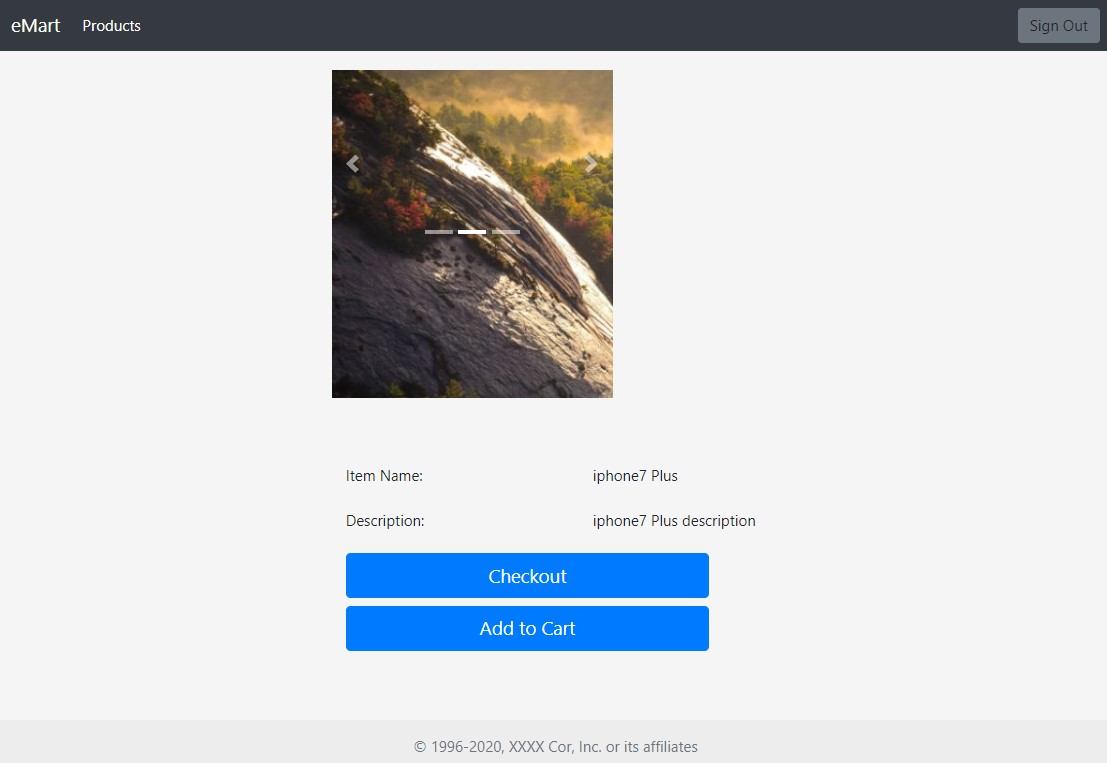 eMart Products Sign Out
Item Name: iphone7 Plus
Description: iphone7 Plus description
Checkout
Add to Cart
© 1996-2020, XXXX Cor, Inc. or its affiliates